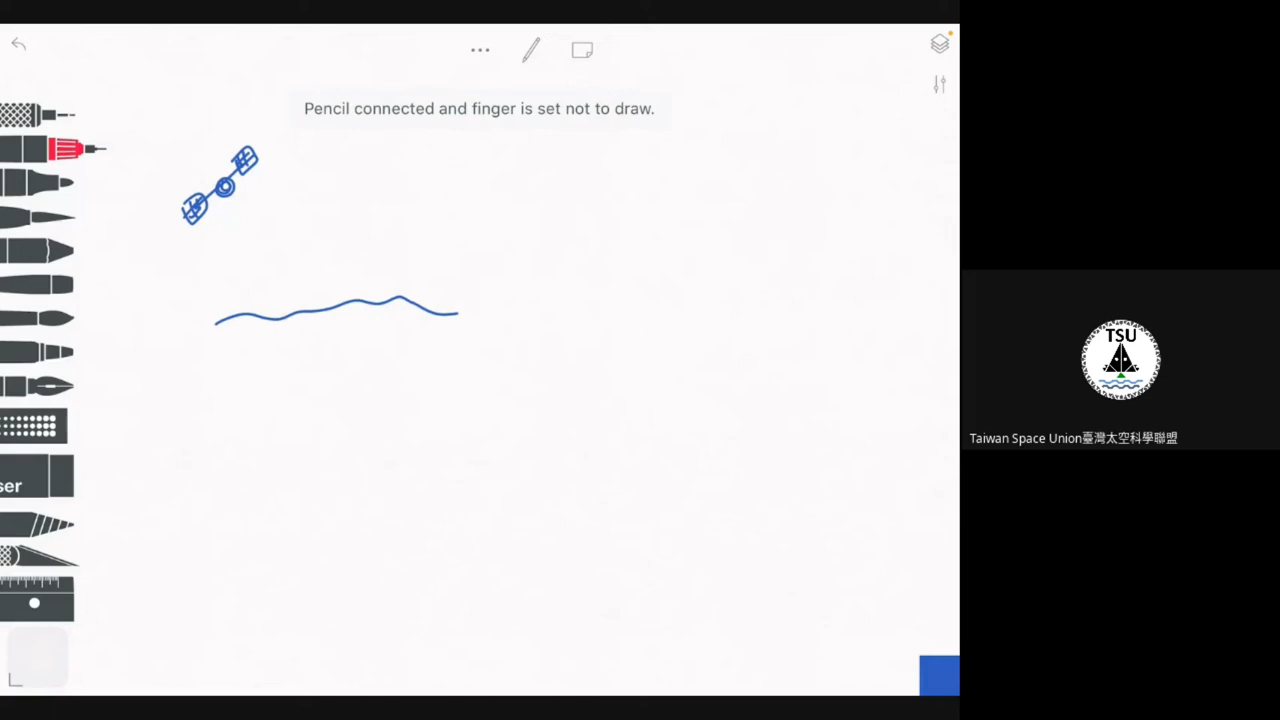 Pencil connected and finger is set not to draw.
TSU
ser
Taiwan Space Union臺灣太空科學聯盟